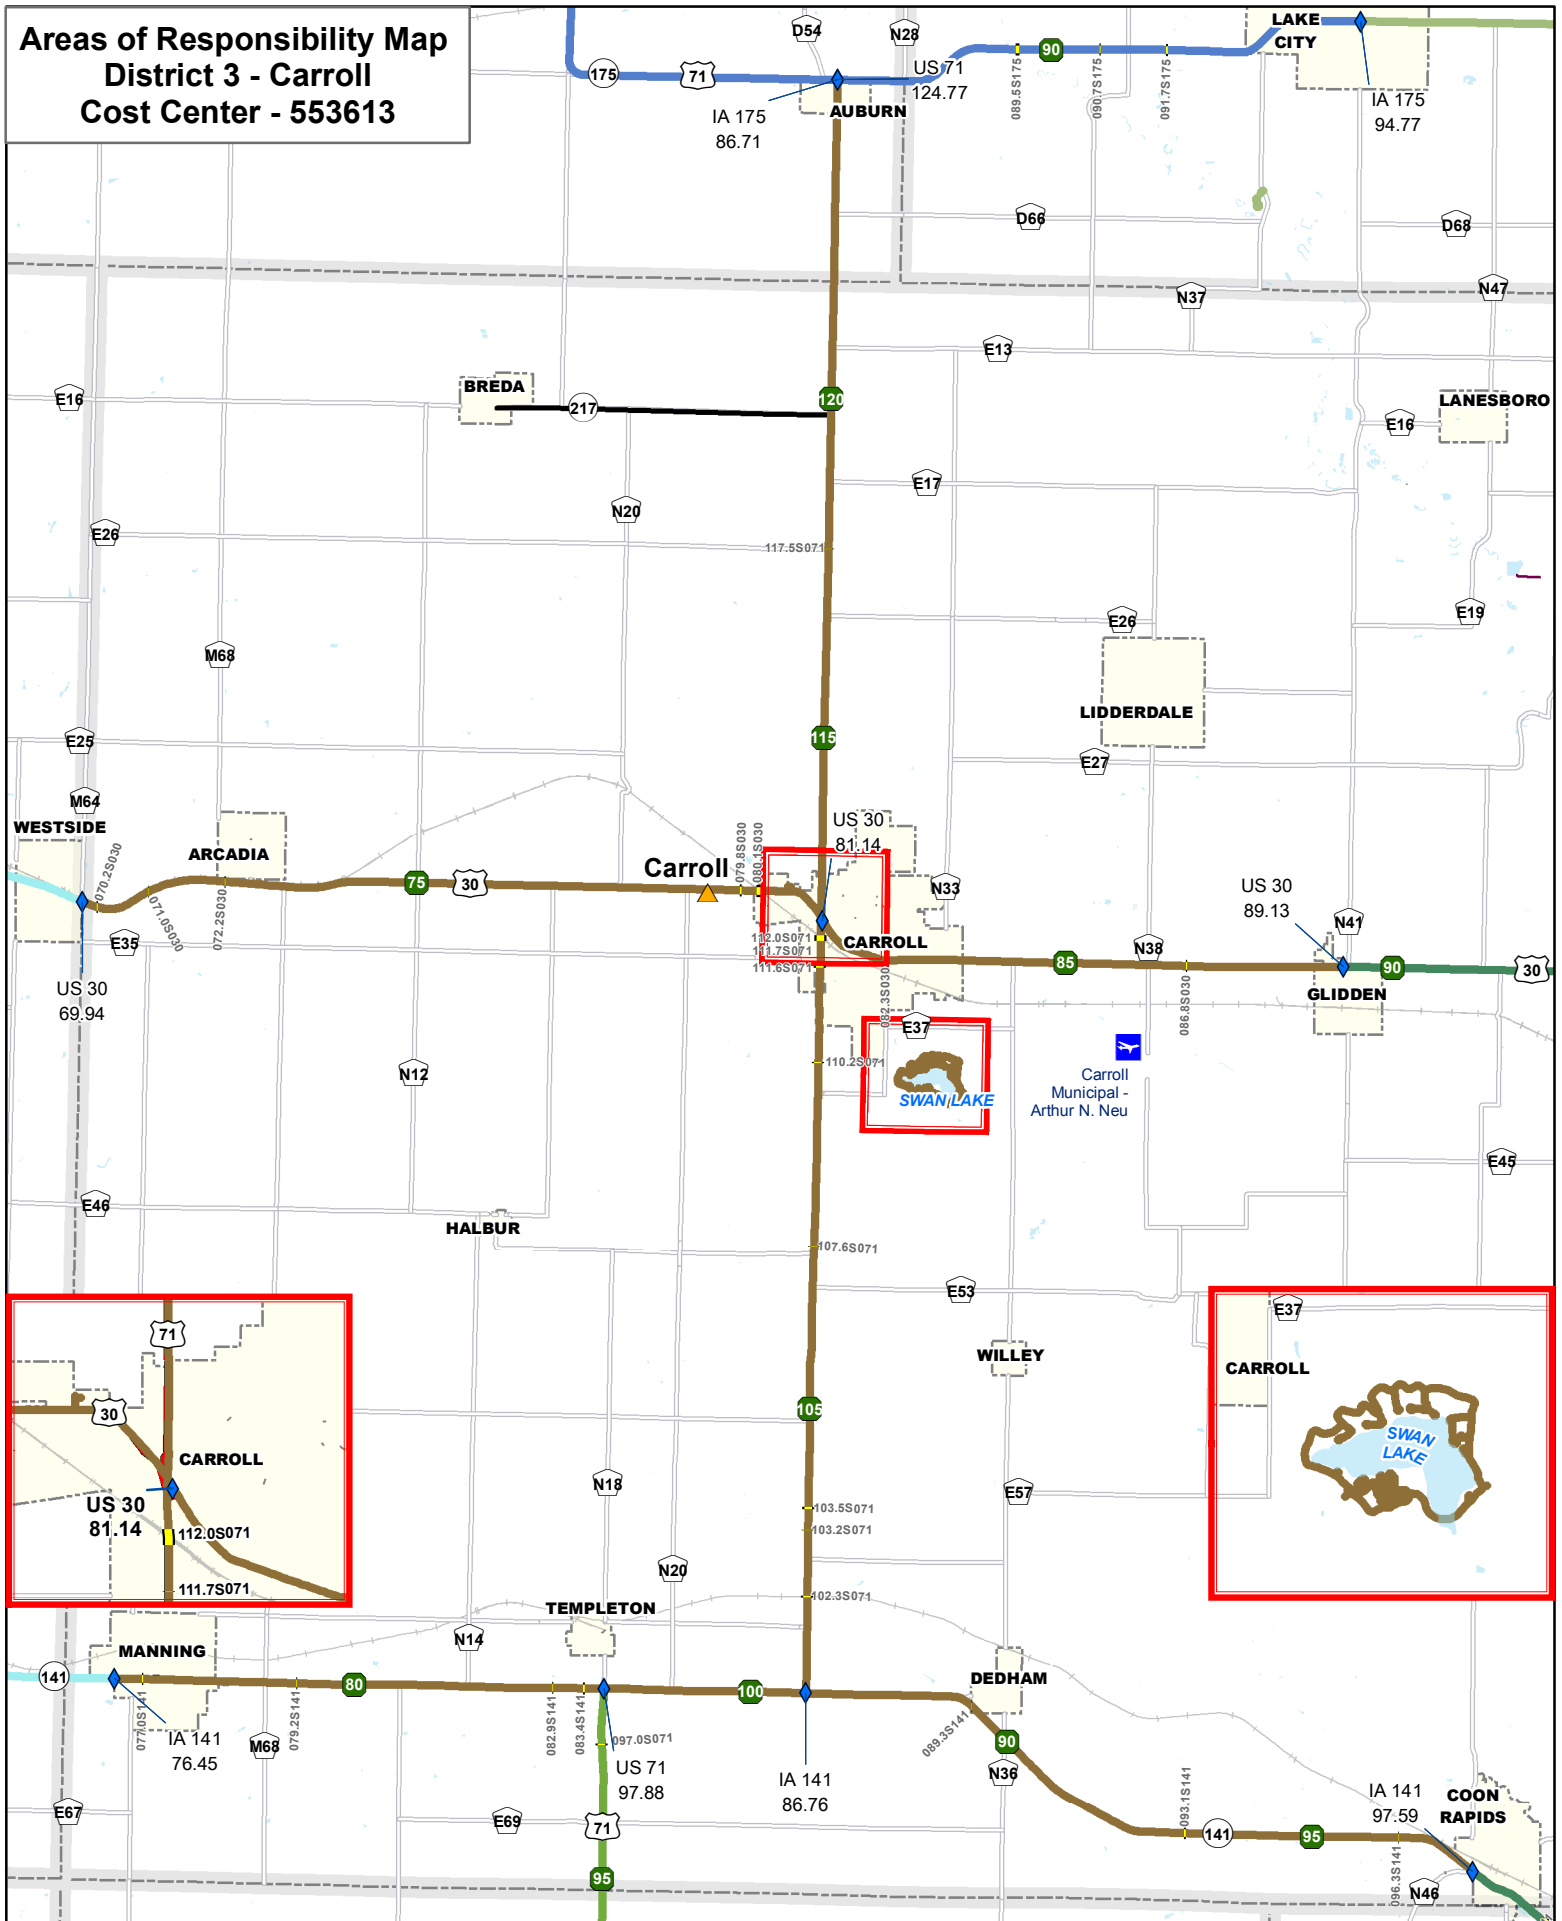 Areas of Responsibility Map
District 3 - Carroll
Cost Center - 553613
D54
N28
LAKE
CITY
175
71
US 71
124.77
90
089.5S175
090.7S175
091.7S175
IA 175
86.71
AUBURN
IA 175
94.77
D66
D68
N37
N47
E13
BREDA
E16
217
120
LANESBORO
E16
E17
N20
E26
117.5S071
E19
E26
M68
LIDDERDALE
115
E25
E27
M64
WESTSIDE
US 30
81.14
ARCADIA
070.2S030
071.0S030
072.2S030
75
30
Carroll
079.8S030
080.1S030
N33
US 30
89.13
N41
E35
112.0S071
111.7S071
111.6S071
CARROLL
N38
85
90
30
US 30
69.94
082.3S030
086.8S030
GLIDDEN
E37
110.2S071
N12
SWAN LAKE
Carroll
Municipal -
Arthur N. Neu
E45
E46
HALBUR
107.6S071
E53
71
30
CARROLL
US 30
81.14
112.0S071
111.7S071
WILLEY
E37
CARROLL
SWAN
LAKE
105
N18
E57
103.5S071
103.2S071
N20
102.3S071
TEMPLETON
N14
MANNING
141
80
100
DEDHAM
077.0S141
IA 141
76.45
M68
079.2S141
082.9S141
083.4S141
097.0S071
US 71
97.88
IA 141
86.76
089.3S141
90
N36
E67
E69
71
093.1S141
141
95
IA 141
97.59
COON
RAPIDS
096.3S141
95
N46